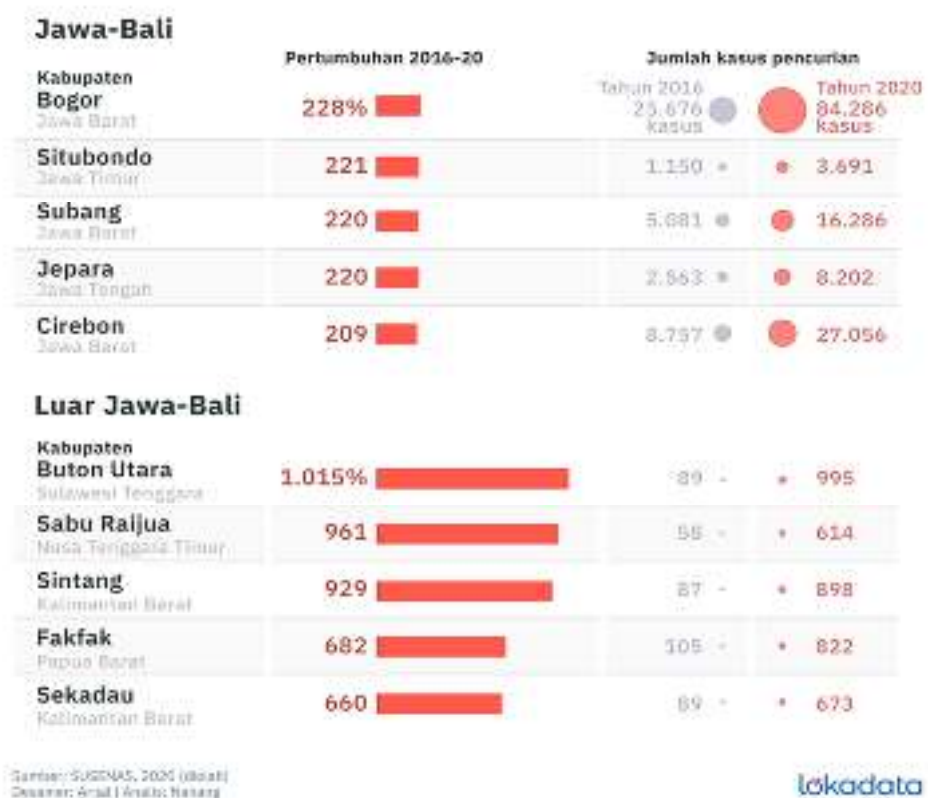 Jawa-Bali
Pertumbuhan 2016-20
Jumlah kasus pencurian
Kabupaten
Bogor
Jawa Barat
228%
Tahun 2016
25.676
kasus
Tahun 2020
84.286
kasus
Situbondo
Jawa Timur
221
1.150
3.691
Subang
Jawa Barat
220
5.081
16.286
Jepara
Jawa Tengah
220
2.563
8.202
Cirebon
Jawa Barat
209
8.757
27.056
Luar Jawa-Bali
Kabupaten
Buton Utara
Sulawesi Tenggara
1.015%
89
995
Sabu Raijua
Nusa Tenggara Timur
961
614
Sintang
Kalimantan Barat
929
87
898
Fakfak
Papua Barat
682
105
822
Sekadau
Kalimantan Barat
660
89
673
Sumber: SUSENAS, 2020 (diolah)
Desainer: | Analis: Nanang
lokadata